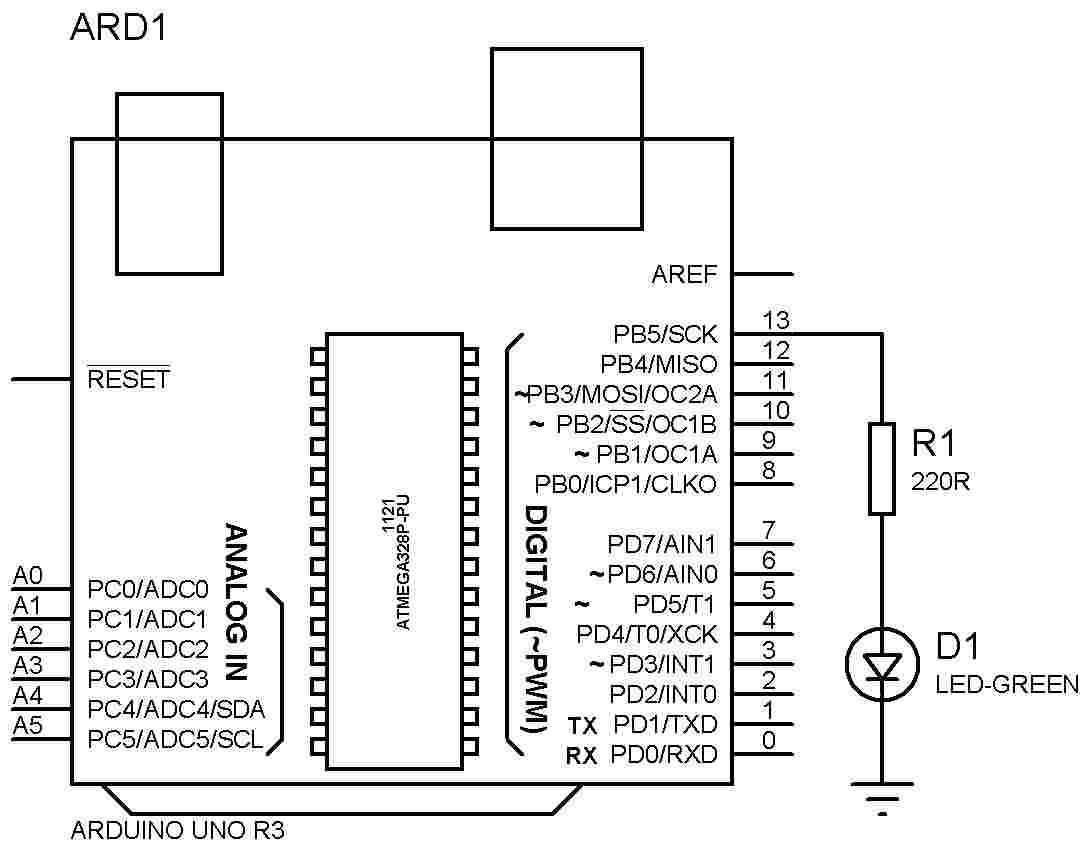 ARD1
AREF
RESET
13
PB5/SCK
12
PB4/MISO
11
~PB3/MOSI/OC2A
10
~ PB2/SS/OC1B
9
~ PB1/OC1A
8
PB0/ICP1/CLKO
7
PD7/AIN1
6
~PD6/AIN0
5
~ PD5/T1
4
PD4/T0/XCK
3
~PD3/INT1
2
PD2/INT0
1
TX PD1/TXD
0
RX PD0/RXD
DIGITAL (~PWM)
1121
ATMEGA328P-PU
ANALOG IN
A0
PC0/ADC0
A1
PC1/ADC1
A2
PC2/ADC2
A3
PC3/ADC3
A4
PC4/ADC4/SDA
A5
PC5/ADC5/SCL
R1
220R
D1
LED-GREEN
ARDUINO UNO R3